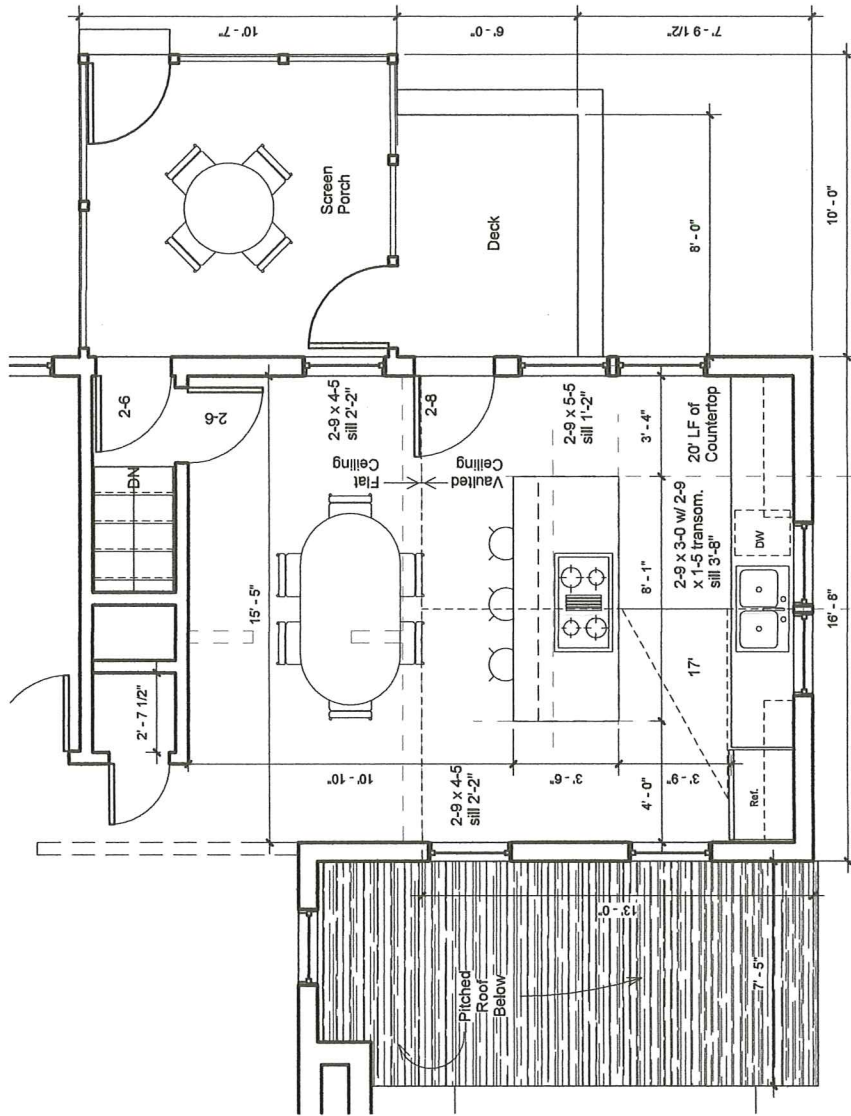 10' - 7"
6' - 0"
7' - 9 1/2"
Screen
Porch
Deck
8' - 0"
10' - 0"
2-6
2-6
DN
2-9 x 4-5
sill 2'-2"
2-8
2-9 x 5-5
sill 1'-2"
Flat
Ceiling
Vaulted
Ceiling
3' - 4"
20' LF of
Countertop
15' - 5"
8' - 1"
2-9 x 3-0 w/ 2-9
x 1-5 transom.
sill 3'-8"
DW
17'
2' - 7 1/2"
10' - 10"
3' - 6"
3' - 9"
4' - 0"
Ref.
2-9 x 4-5
sill 2'-2"
13' - 0"
Pitched
Roof
Below
7' - 5"